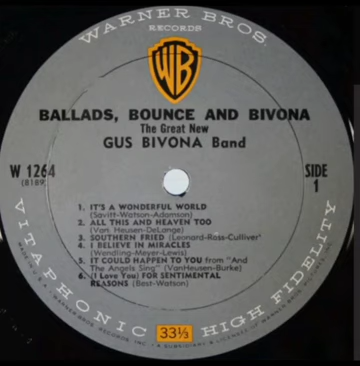 WARNER BROS.
RECORDS
WB
BALLADS, BOUNCE AND BIVONA
The Great New
GUS BIVONA Band
W 1264
SIDE
1
1. IT'S A WONDERFUL WORLD
(Savitt-Watson-Adamson)
2. ALL THIS AND HEAVEN TOO
(Van Heusen-DeLange)
3. SOUTHERN FRIED (Leonard-Ross-Culliver)
4. I BELIEVE IN MIRACLES
(Wendling-Meyer-Lewis)
5. IT COULD HAPPEN TO YOU from "And
The Angels Sing" (VanHeusen-Burke)
6. (I Love You) FOR SENTIMENTAL
REASONS (Best-Watson)
VITAPHONIC
33⅓
HIGH FIDELITY